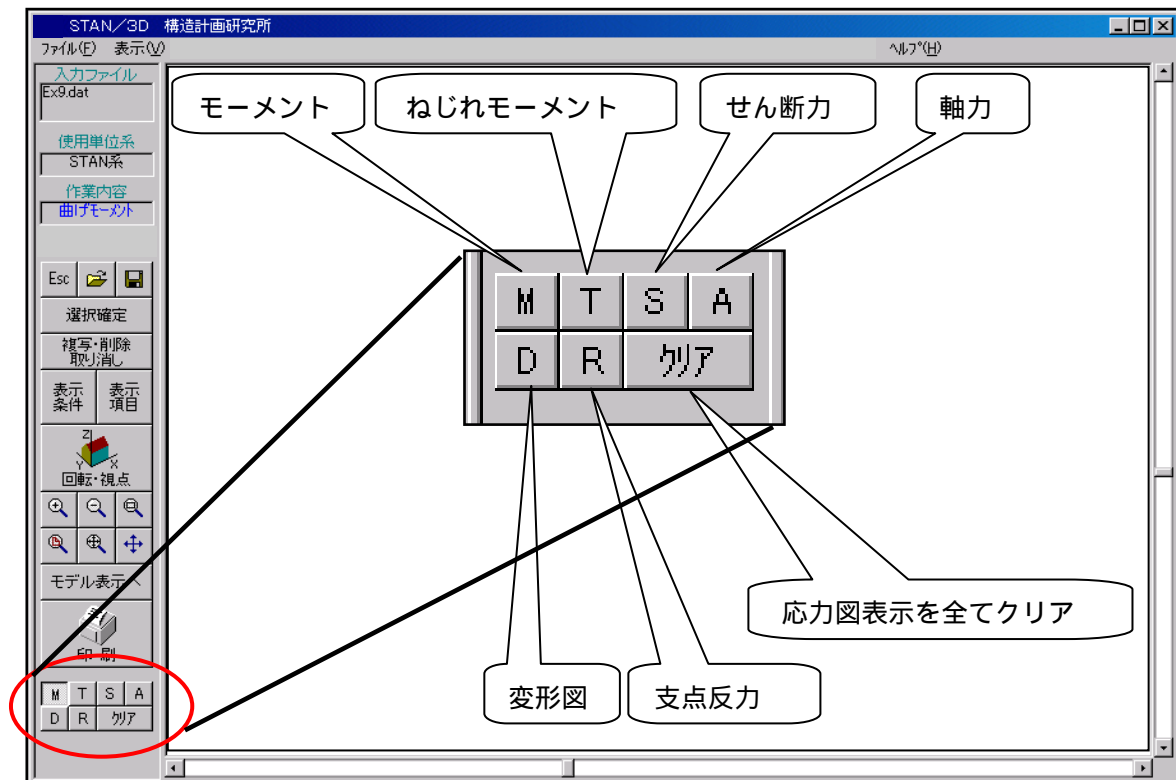 STAN/3D 構造計画研究所
ﾌｧｲﾙ(F) 表示(V) ﾍﾙﾌﾟ(H)
入力ファイル
Ex9.dat
使用単位系
STAN系
作業内容
曲げﾓｰﾒﾝﾄ
Esc
選択確定
複写･削除
取り消し
表示
条件
表示
項目
Z
Y
X
回転･視点
モデル表示へ
印 刷
M T S A
D R ｸﾘｱ
モーメント
ねじれモーメント
せん断力
軸力
M T S A
D R ｸﾘｱ
応力図表示を全てクリア
変形図
支点反力